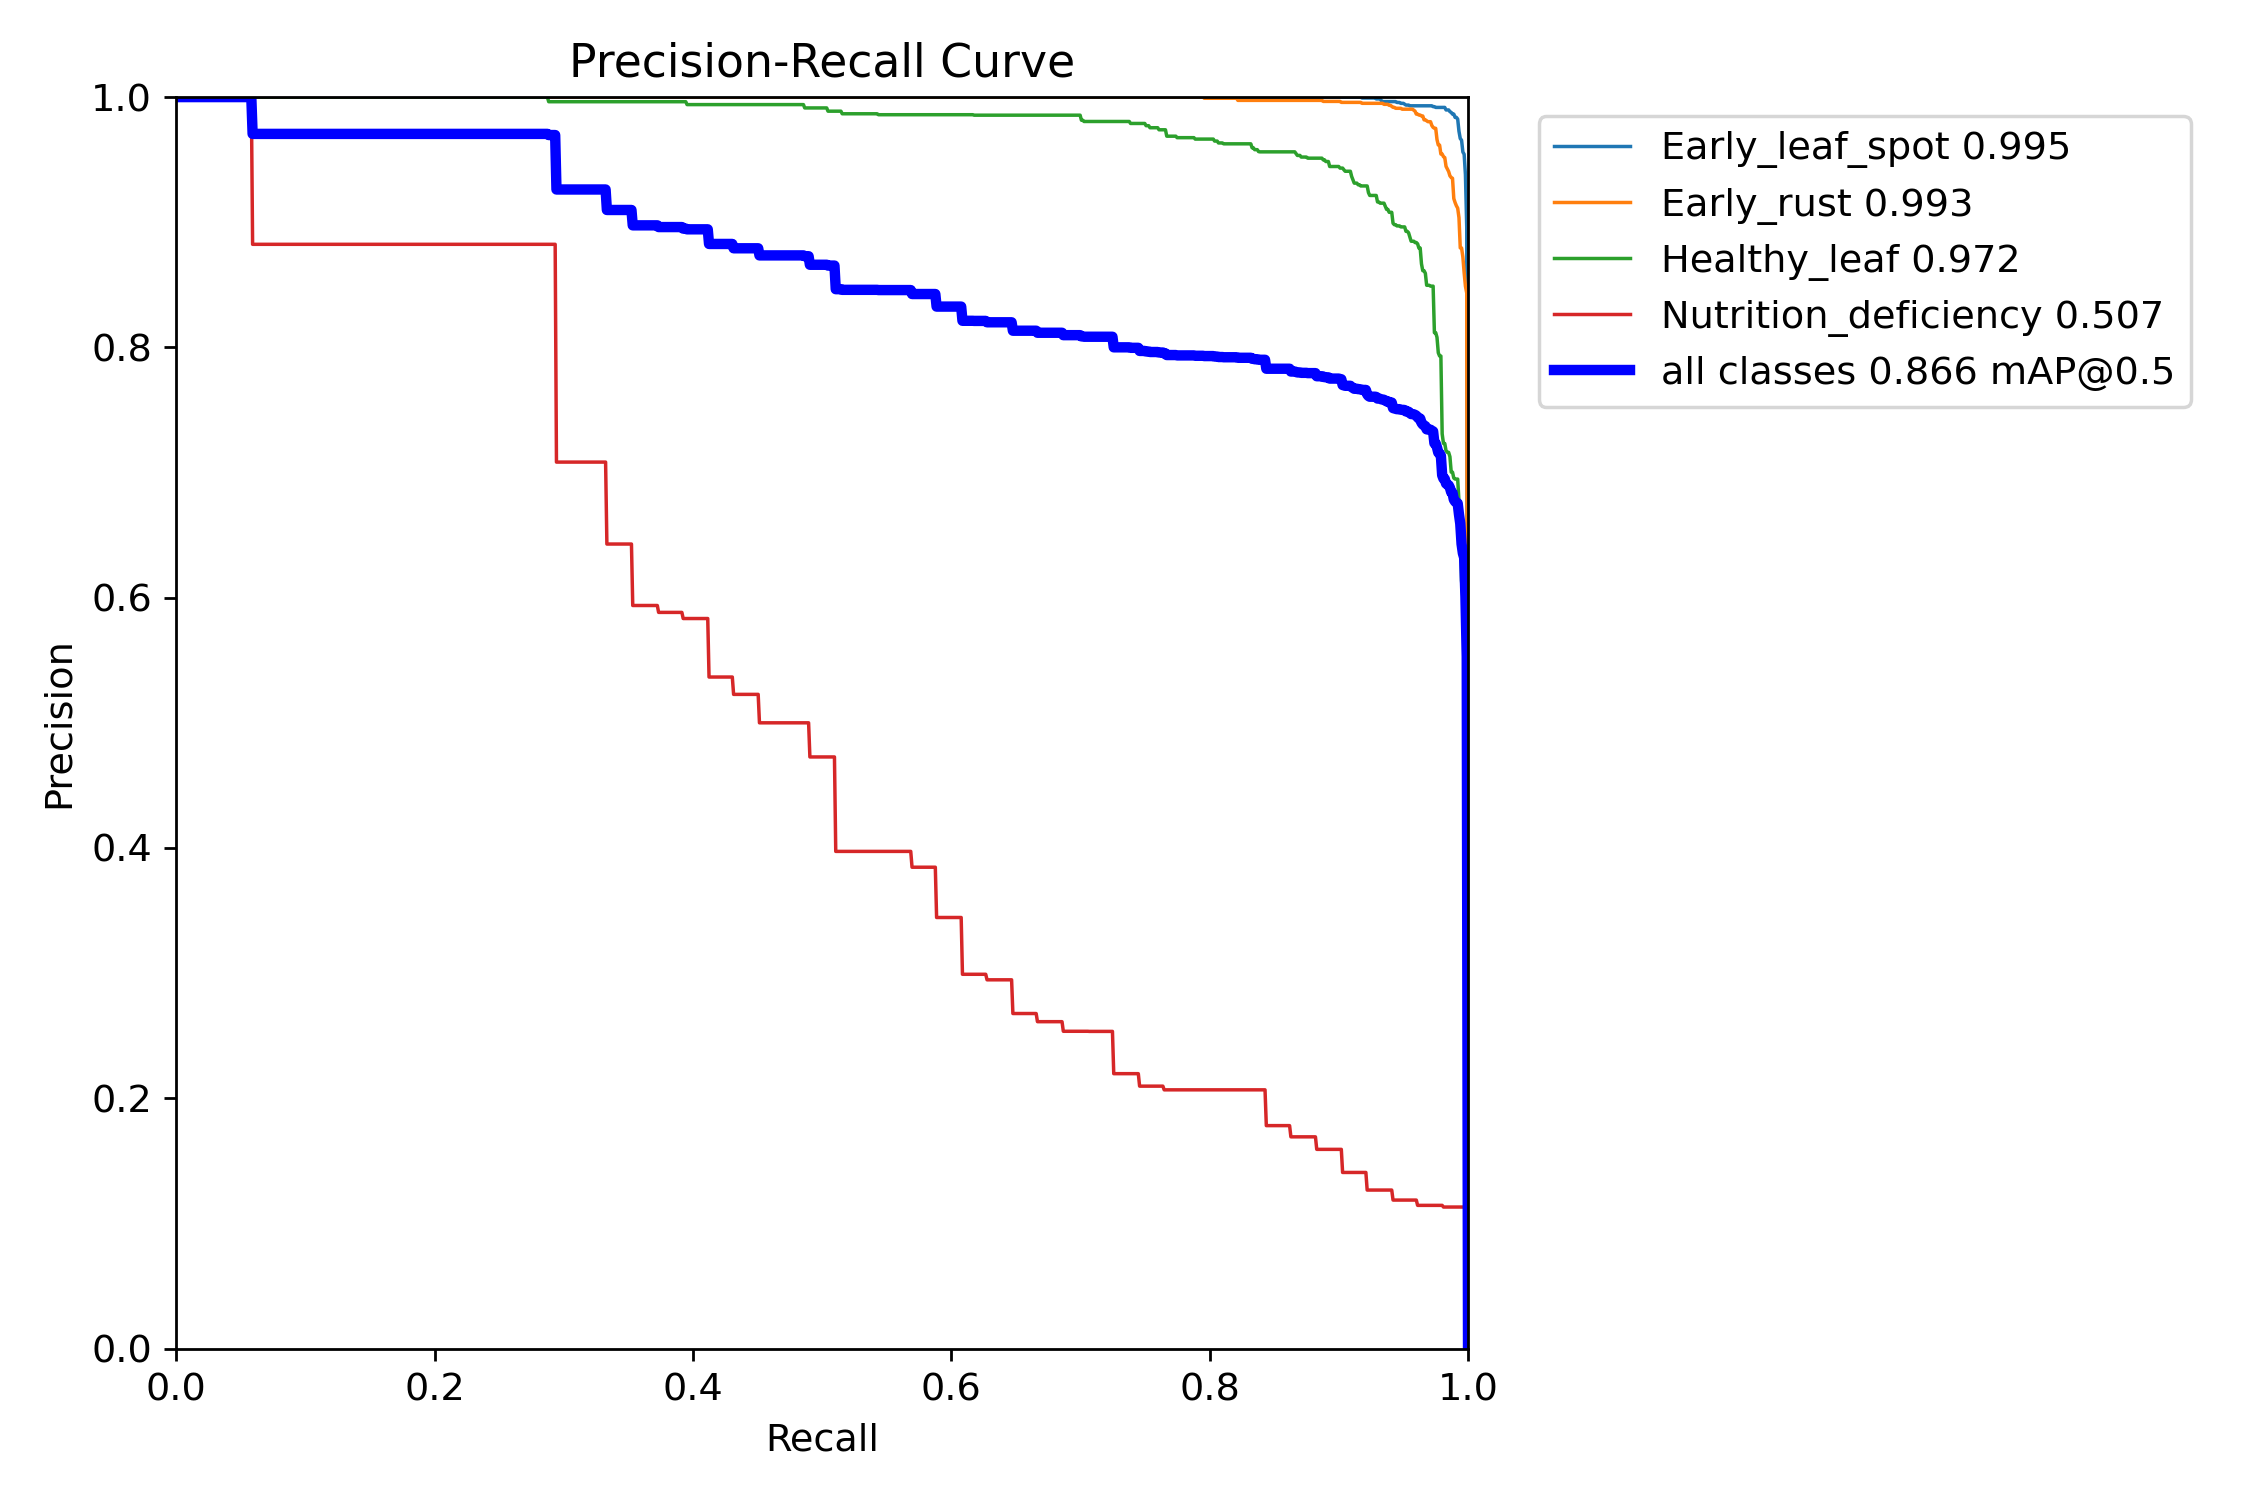 Precision-Recall Curve
1.0
0.8
0.6
0.4
0.2
0.0
Precision
0.0 0.2 0.4 0.6 0.8 1.0
Recall
Early_leaf_spot 0.995
Early_rust 0.993
Healthy_leaf 0.972
Nutrition_deficiency 0.507
all classes 0.866 mAP@0.5